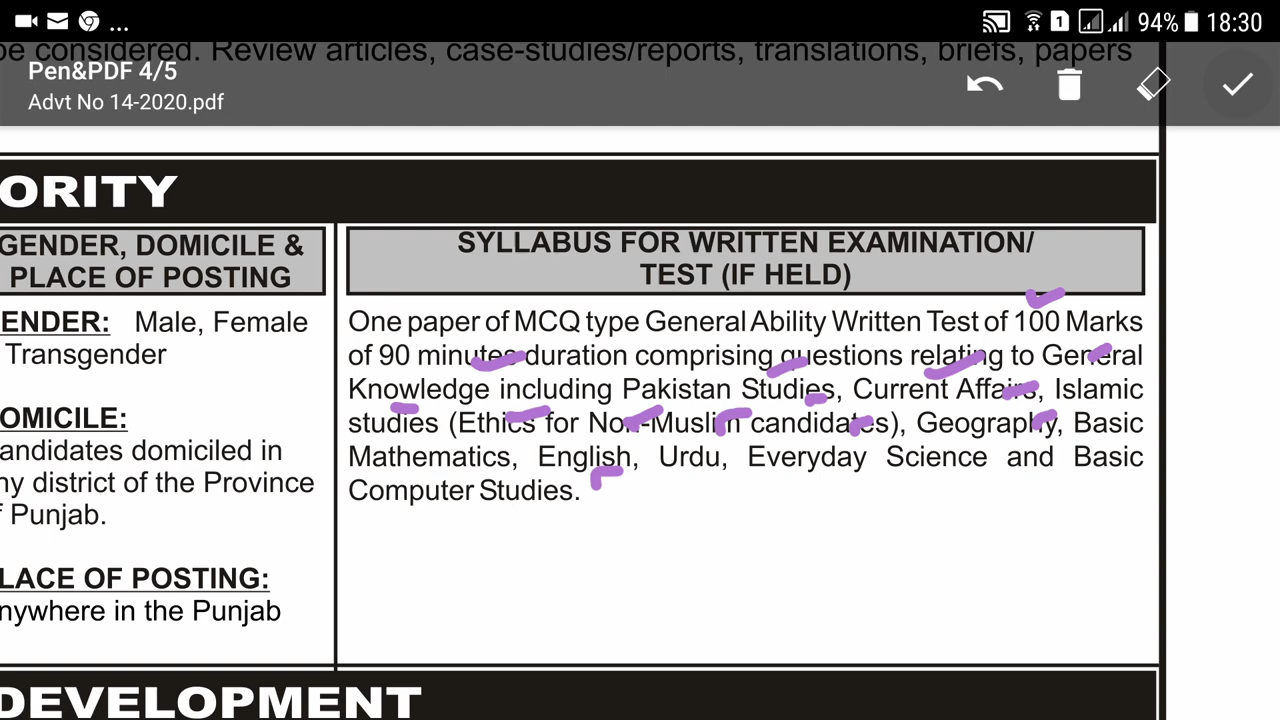 ... 1 94% 18:30
be considered. Review articles, case-studies/reports, translations, briefs, papers
Pen&PDF 4/5
Advt No 14-2020.pdf
ORITY
GENDER, DOMICILE &
PLACE OF POSTING
SYLLABUS FOR WRITTEN EXAMINATION/
TEST (IF HELD)
ENDER: Male, Female
Transgender
OMICILE:
andidates domiciled in
ny district of the Province
f Punjab.
LACE OF POSTING:
nywhere in the Punjab
One paper of MCQ type General Ability Written Test of 100 Marks
of 90 minutes duration comprising questions relating to General
Knowledge including Pakistan Studies, Current Affairs, Islamic
studies (Ethics for Non-Muslim candidates), Geography, Basic
Mathematics, English, Urdu, Everyday Science and Basic
Computer Studies.
DEVELOPMENT